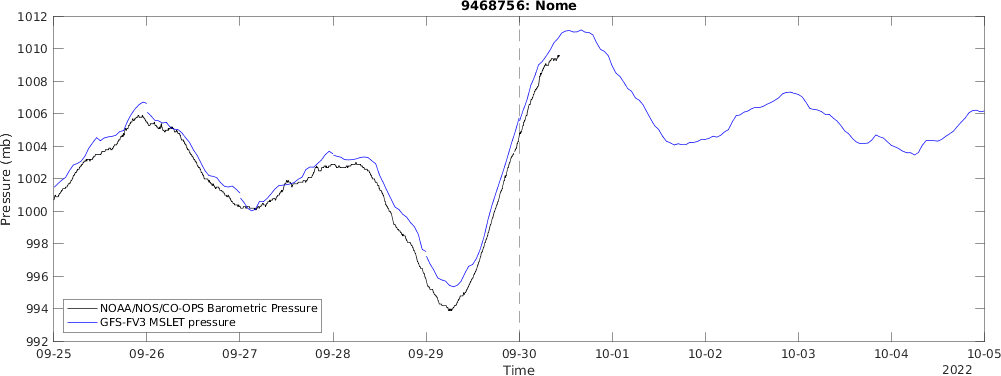 9468756: Nome
1012
1010
1008
1006
1004
1002
1000
998
996
994
992
Pressure (mb)
NOAA/NOS/CO-OPS Barometric Pressure
GFS-FV3 MSLET pressure
09-25 09-26 09-27 09-28 09-29 09-30 10-01 10-02 10-03 10-04 10-05
Time
2022